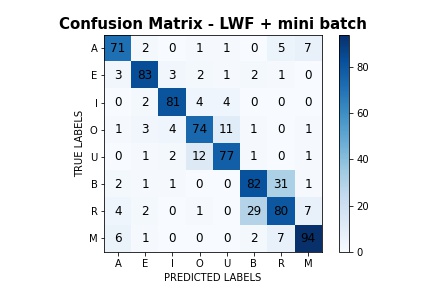 Confusion Matrix - LWF + mini batch
A 71 2 0 1 1 0 5 7
E 3 83 3 2 1 2 1 0
I 0 2 81 4 4 0 0 0
O 1 3 4 74 11 1 0 1
U 0 1 2 12 77 1 0 1
B 2 1 1 0 0 82 31 1
R 4 2 0 1 0 29 80 7
M 6 1 0 0 0 2 7 94
A E I O U B R M
TRUE LABELS
PREDICTED LABELS
80
60
40
20
0